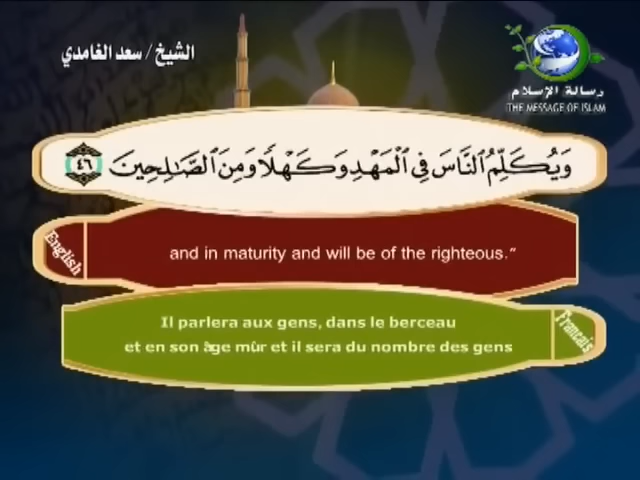 الشيخ / سعد الغامدي
رسالة الإسلام
THE MESSAGE OF ISLAM
وَيُكَلِّمُ ٱلنَّاسَ فِى ٱلْمَهْدِ وَكَهْلًا وَمِنَ ٱلصَّـٰلِحِينَ ٤٦
English
and in maturity and will be of the righteous.”
Il parlera aux gens, dans le berceau
et en son âge mûr et il sera du nombre des gens
Francais